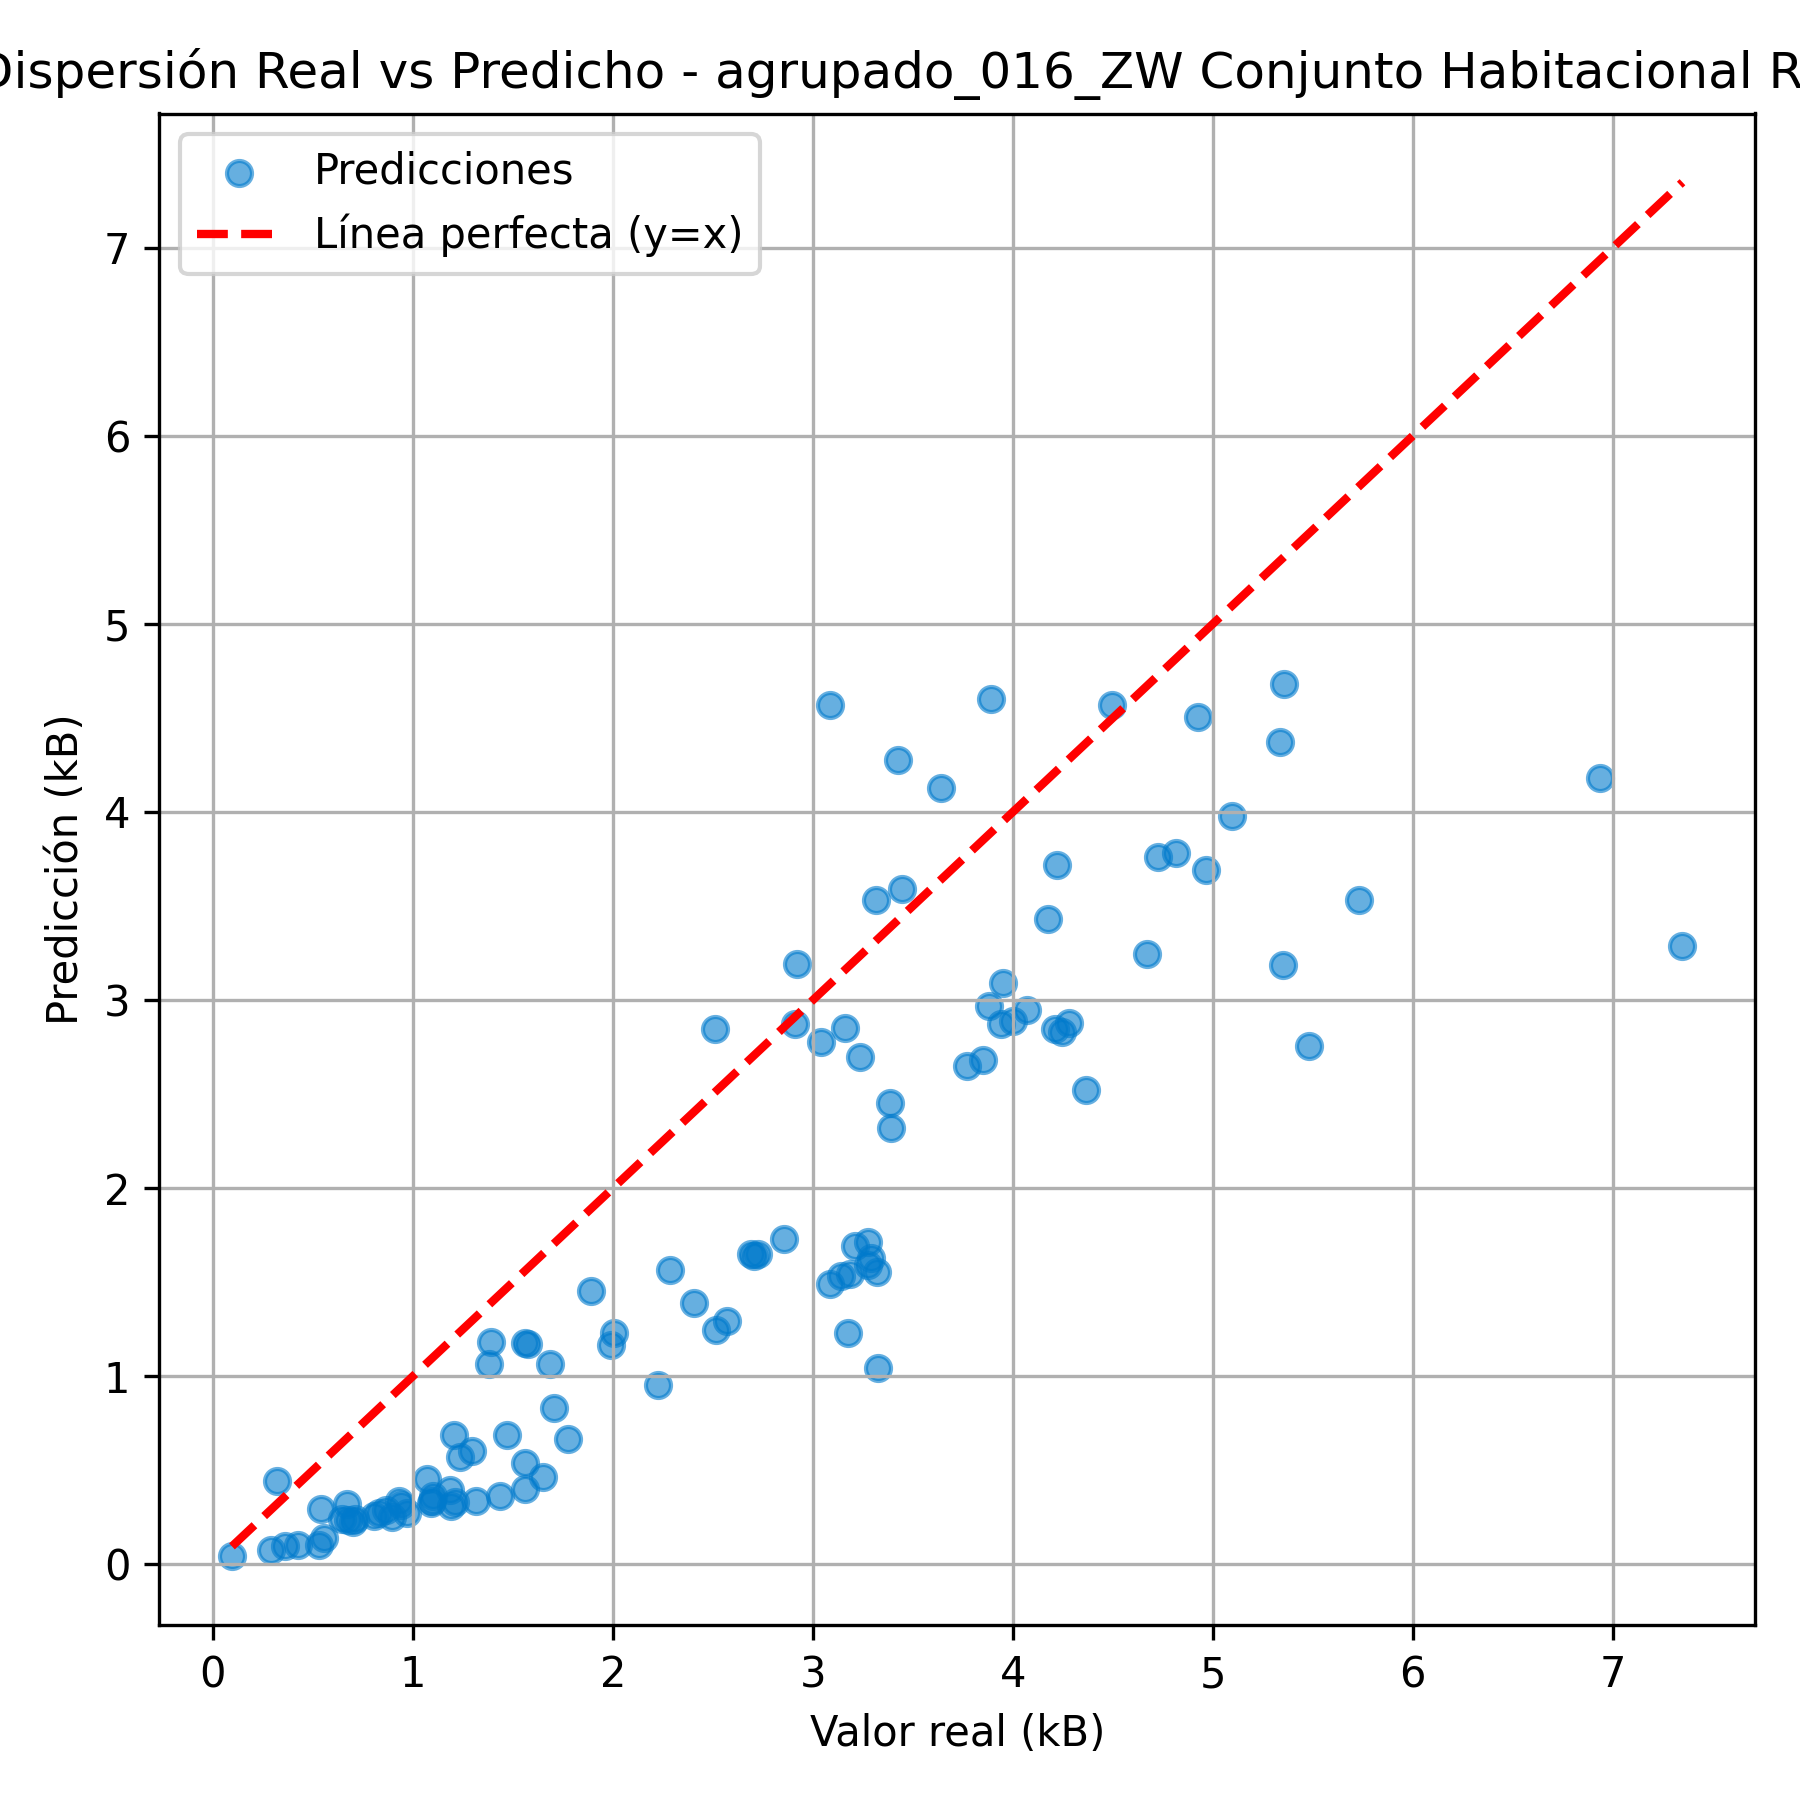 Dispersión Real vs Predicho - agrupado_016_ZW Conjunto Habitacional R
Predicciones
Línea perfecta (y=x)
7
6
5
4
3
2
1
0
Predicción (kB)
0 1 2 3 4 5 6 7
Valor real (kB)